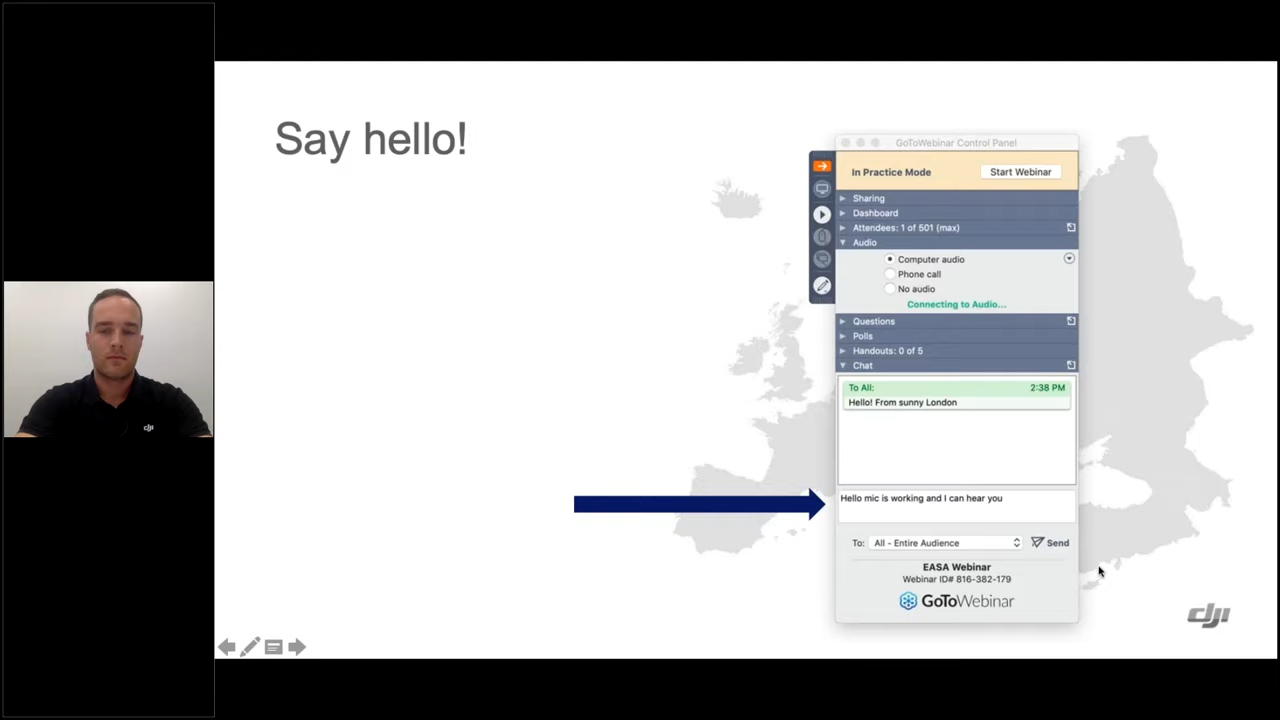 Say hello!
GoToWebinar Control Panel
In Practice Mode
Start Webinar
Sharing
Dashboard
Attendees: 1 of 501 (max)
Audio
Computer audio
Phone call
No audio
Connecting to Audio...
Questions
Polls
Handouts: 0 of 5
Chat
To All: 2:38 PM
Hello! From sunny London
Hello mic is working and I can hear you
To: All - Entire Audience
Send
EASA Webinar
Webinar ID# 816-382-179
GoToWebinar
dji
dji